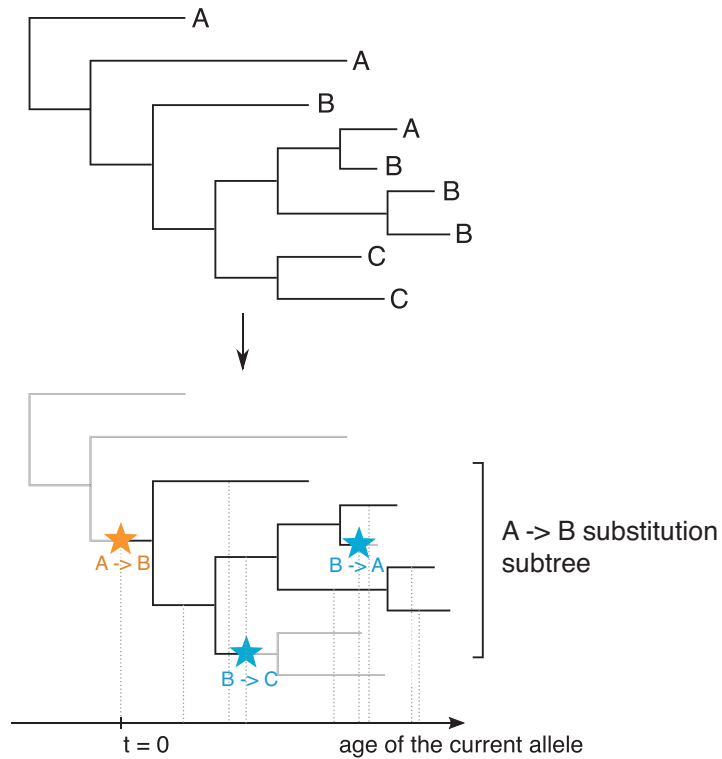 A
A
B
A
B
B
B
C
C
A -> B substitution
subtree
A -> B
B -> A
B -> C
t = 0
age of the current allele